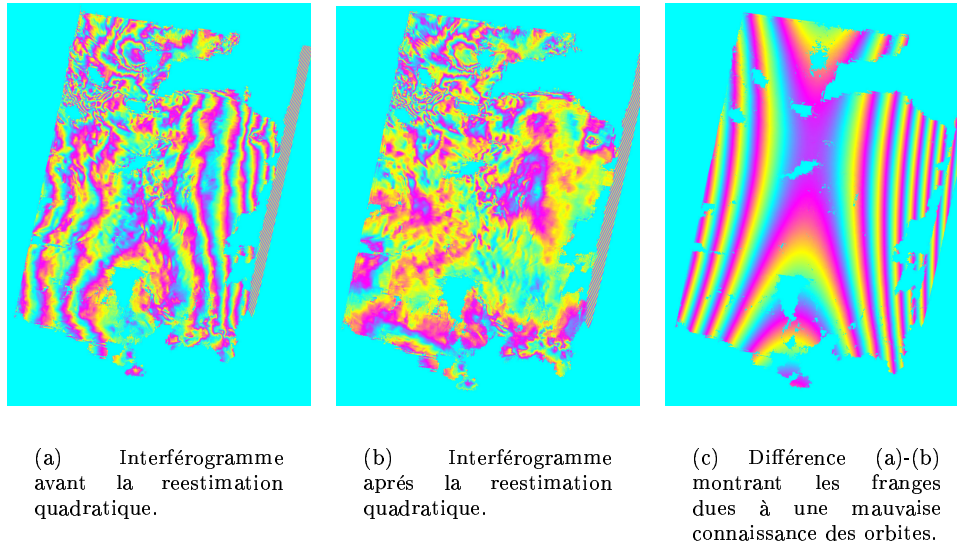 (a) Interférogramme
avant la reestimation
quadratique.
(b) Interférogramme
aprés la reestimation
quadratique.
(c) Différence (a)-(b)
montrant les franges
dues à une mauvaise
connaissance des orbites.